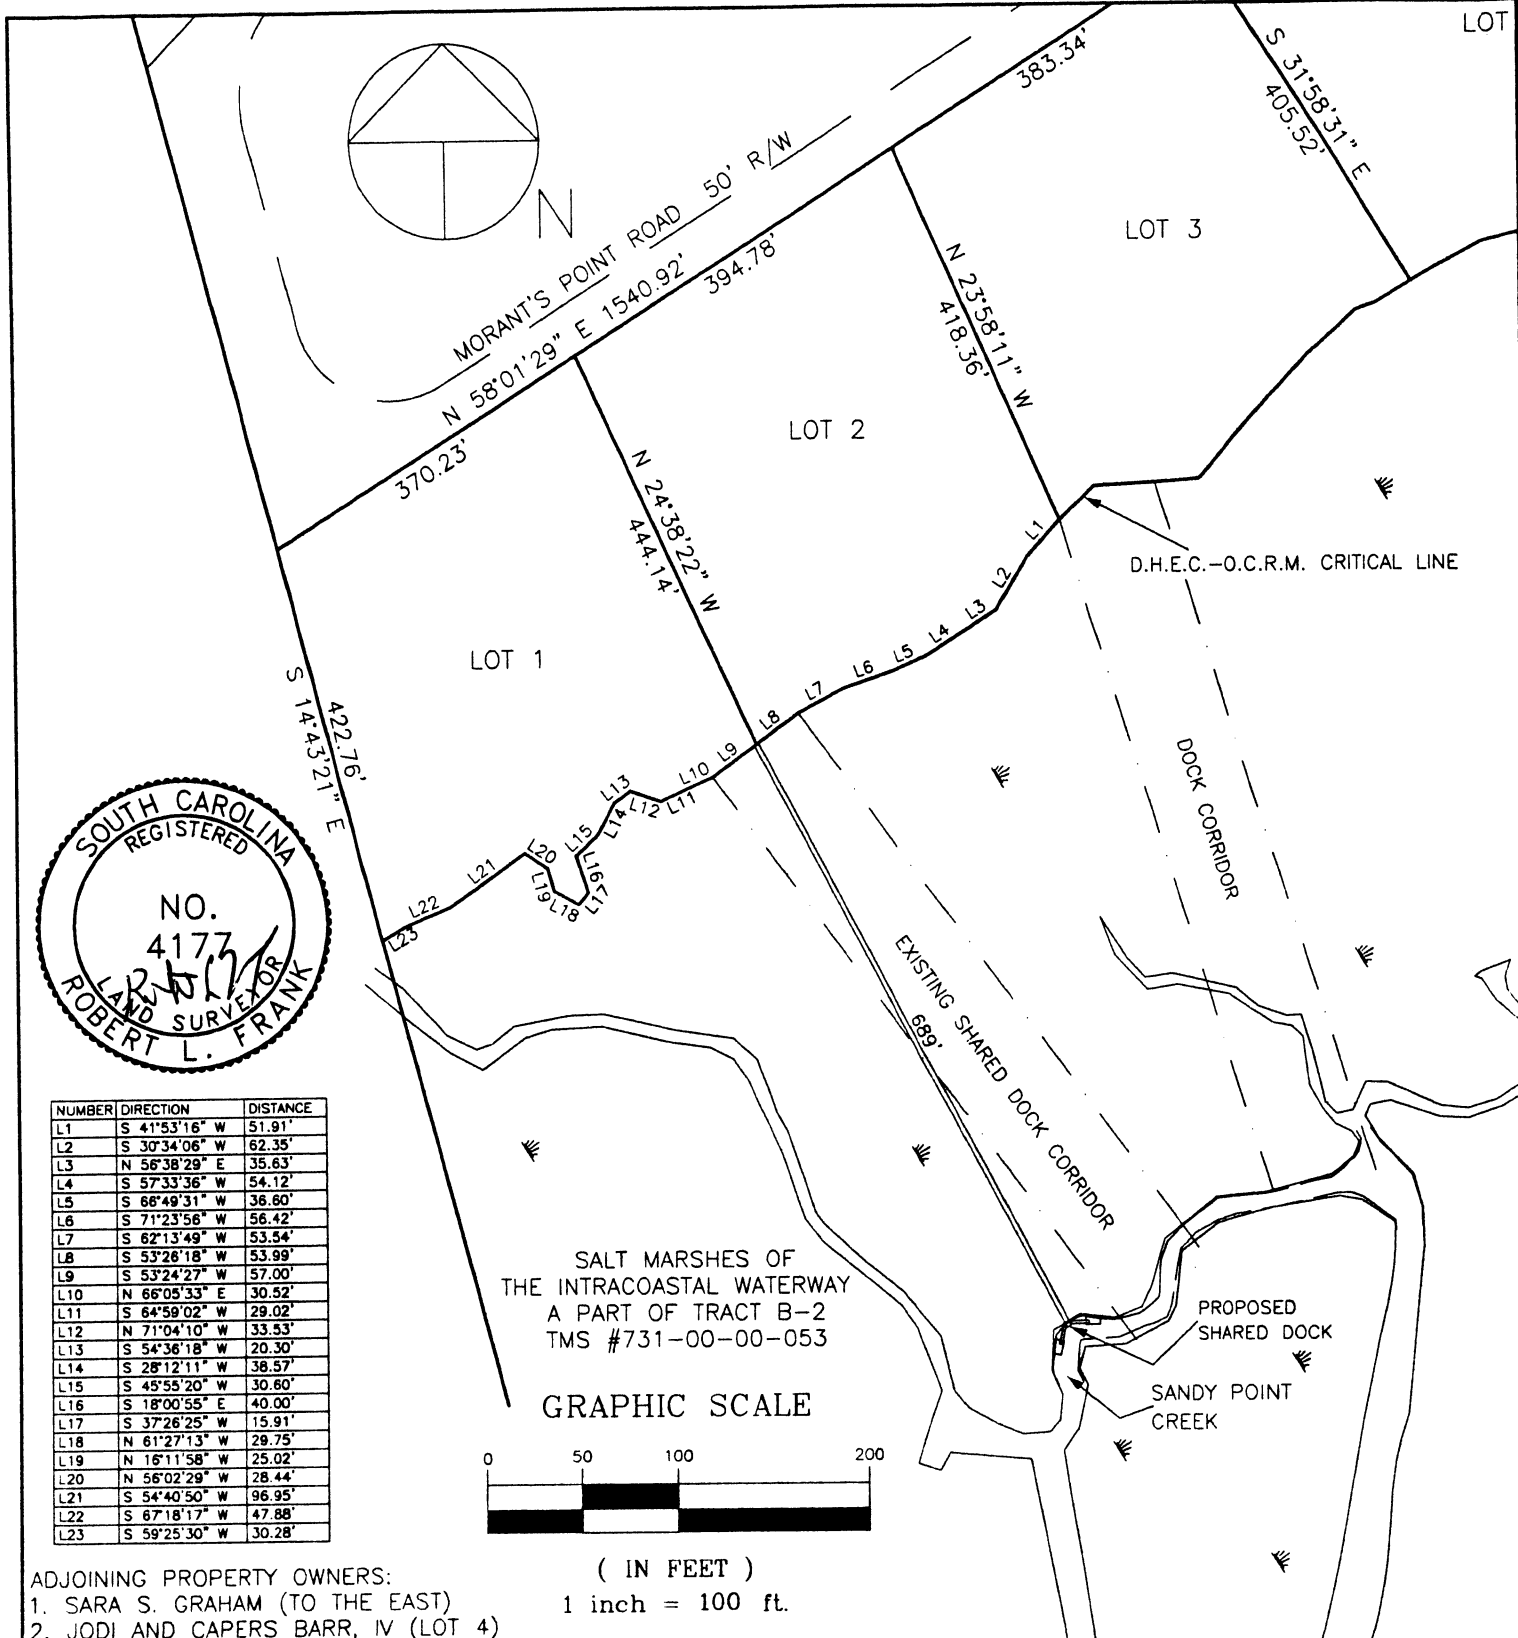 LOT
S 31°58'31" E
405.52'
383.34'
MORANT'S POINT ROAD 50' R/W
N 58°01'29" E 1540.92'
394.78'
370.23'
N
LOT 3
N 23°58'11" W
418.36'
LOT 2
N 24°38'22" W
444.14'
LOT 1
S 14°43'21" E
422.76'
D.H.E.C.-O.C.R.M. CRITICAL LINE
L1
L2
L3
L4
L5
L6
L7
L8
L9
L10
L11
L12
L13
L14
L15
L16
L17
L18
L19
L20
L21
L22
L23
DOCK CORRIDOR
EXISTING SHARED DOCK CORRIDOR
689'
SOUTH CAROLINA
REGISTERED
NO.
4177
LAND SURVEYOR
ROBERT L. FRANK
NUMBER DIRECTION DISTANCE
L1 S 41°53'16" W 51.91'
L2 S 30°34'06" W 62.35'
L3 N 56°38'29" E 35.63'
L4 S 57°33'36" W 54.12'
L5 S 66°49'31" W 36.60'
L6 S 71°23'56" W 56.42'
L7 S 62°13'49" W 53.54'
L8 S 53°26'18" W 53.99'
L9 S 53°24'27" W 57.00'
L10 N 66°05'33" E 30.52'
L11 S 64°59'02" W 29.02'
L12 N 71°04'10" W 33.53'
L13 S 54°36'18" W 20.30'
L14 S 28°12'11" W 38.57'
L15 S 45°55'20" W 30.60'
L16 S 18°00'55" E 40.00'
L17 S 37°26'25" W 15.91'
L18 N 61°27'13" W 29.75'
L19 N 16°11'58" W 25.02'
L20 N 56°02'29" W 28.44'
L21 S 54°40'50" W 96.95'
L22 S 67°18'17" W 47.88'
L23 S 59°25'30" W 30.28'
SALT MARSHES OF
THE INTRACOASTAL WATERWAY
A PART OF TRACT B-2
TMS #731-00-00-053
PROPOSED
SHARED DOCK
SANDY POINT
CREEK
GRAPHIC SCALE
0 50 100 200
( IN FEET )
1 inch = 100 ft.
ADJOINING PROPERTY OWNERS:
1. SARA S. GRAHAM (TO THE EAST)
2. JODI AND CAPERS BARR, IV (LOT 4)